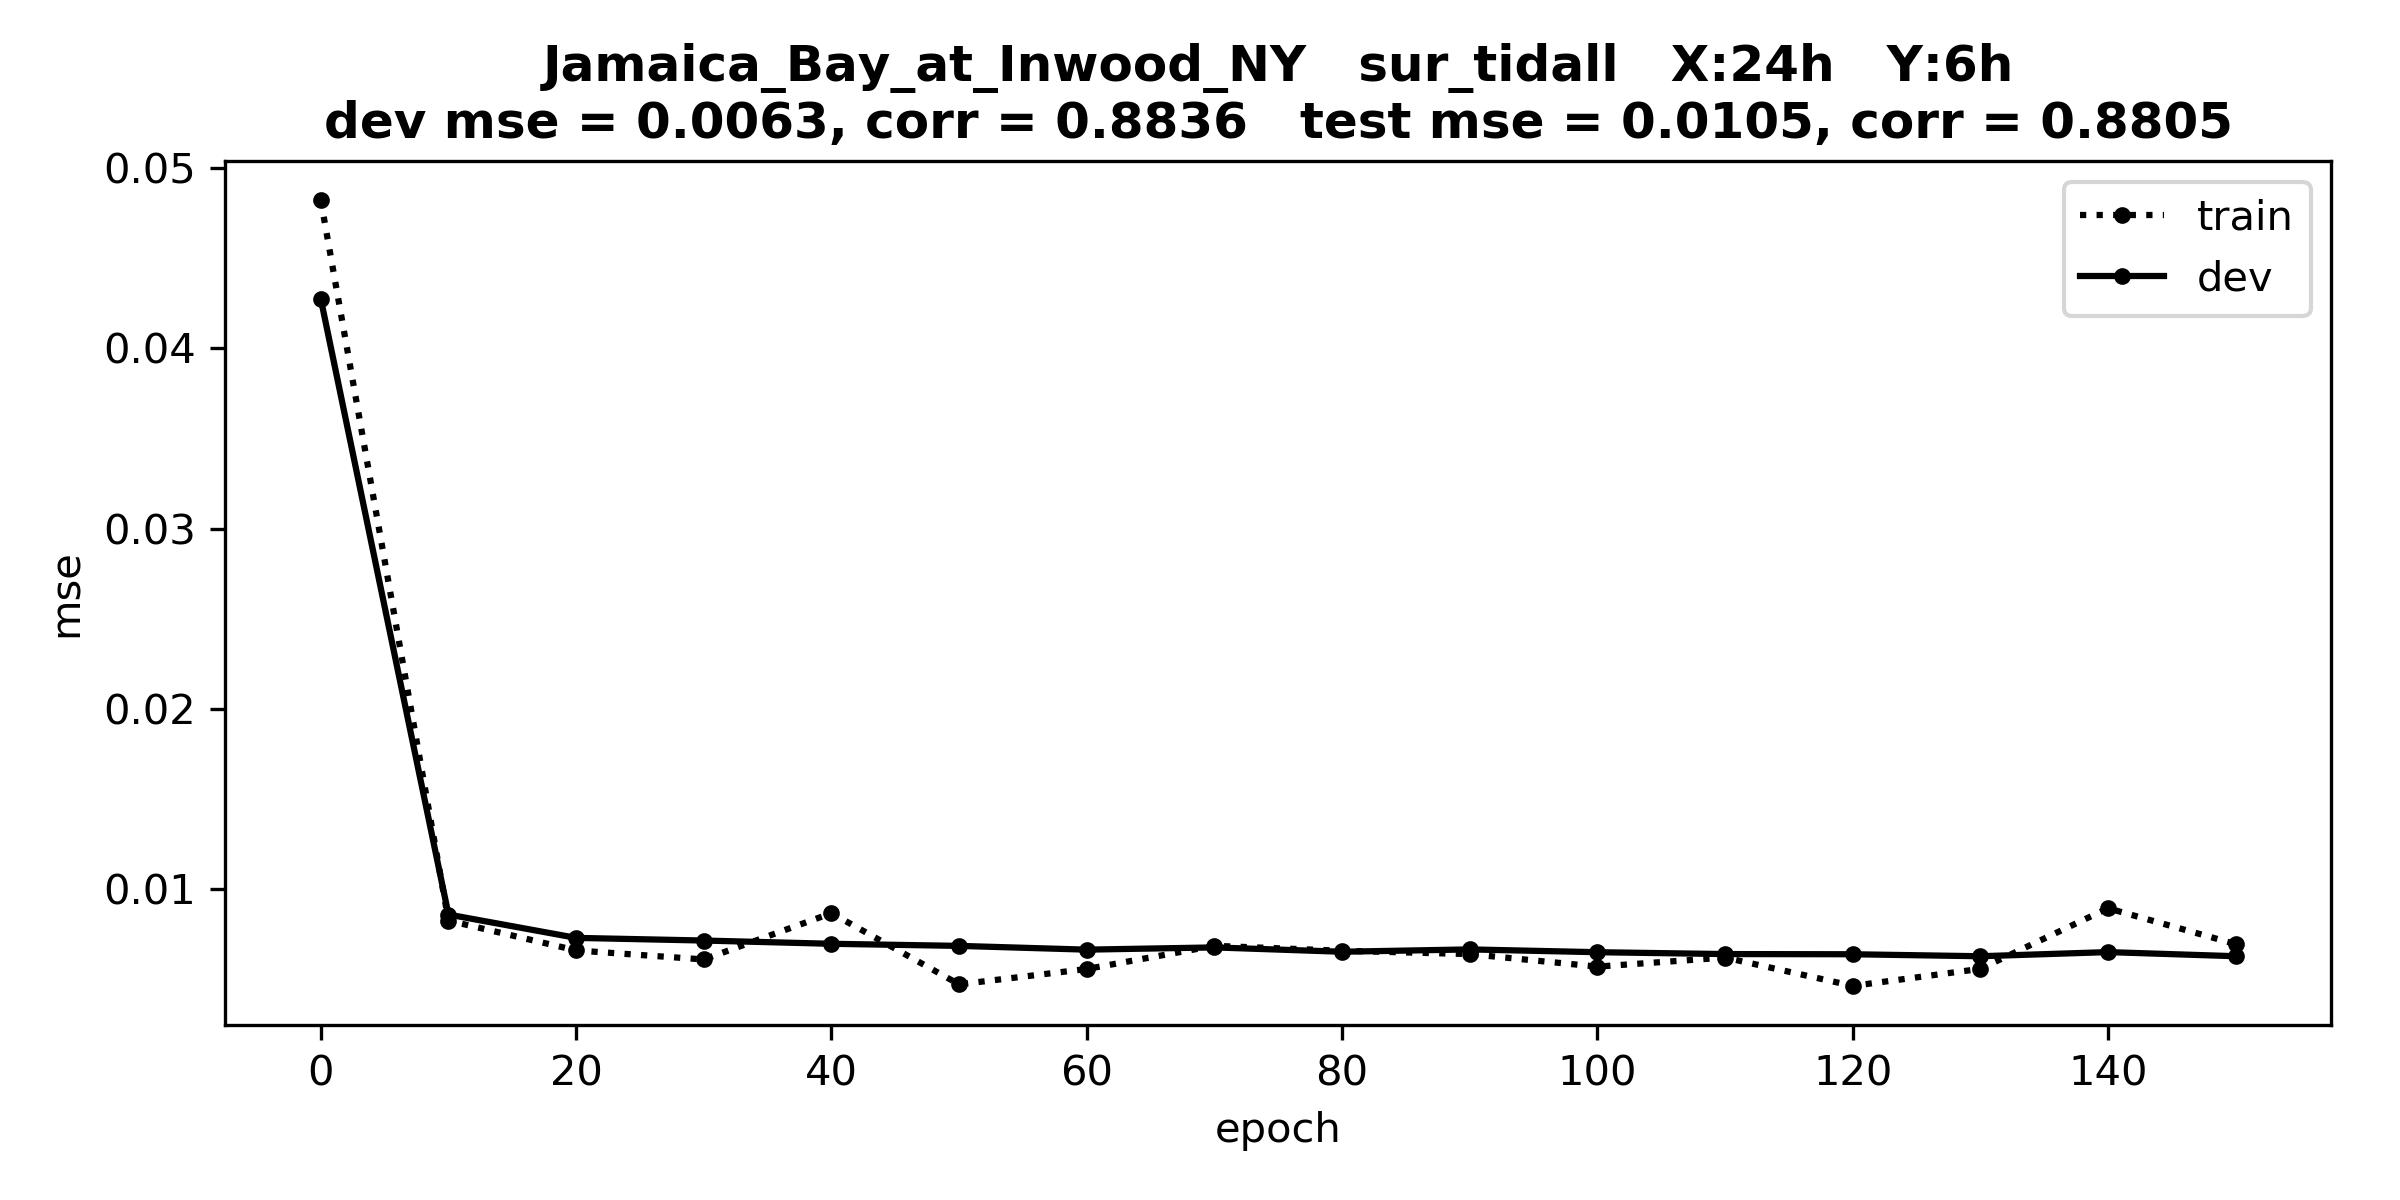 Jamaica_Bay_at_Inwood_NY   sur_tidall   X:24h   Y:6h
dev mse = 0.0063, corr = 0.8836   test mse = 0.0105, corr = 0.8805
0.05
0.04
0.03
0.02
0.01
mse
train
dev
0 20 40 60 80 100 120 140
epoch